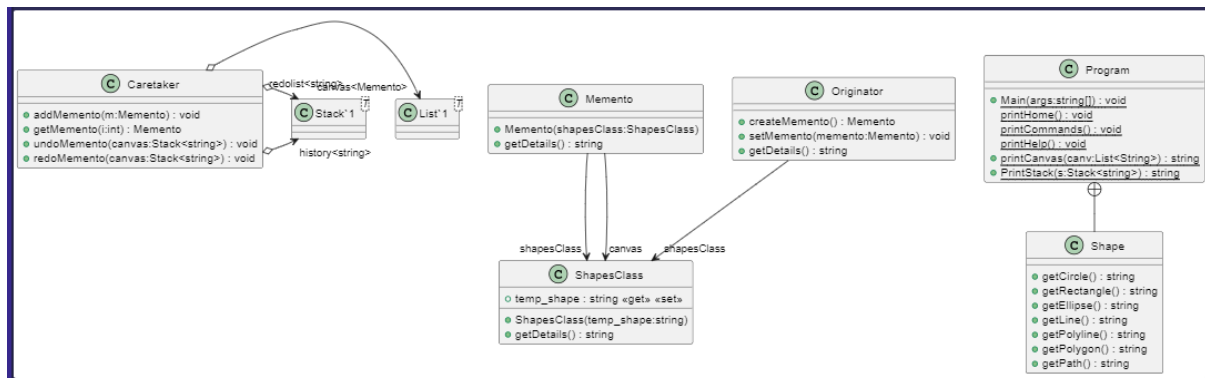 C Caretaker
addMemento(m:Memento) : void
getMemento(i:int) : Memento
undoMemento(canvas:Stack<string>) : void
redoMemento(canvas:Stack<string>) : void
redolist<string>
canvas<Memento>
C Stack`1 T
C List`1 T
history<string>
C Memento
Memento(shapesClass:ShapesClass)
getDetails() : string
C Originator
createMemento() : Memento
setMemento(memento:Memento) : void
getDetails() : string
C Program
Main(args:string[]) : void
printHome() : void
printCommands() : void
printHelp() : void
printCanvas(canv:List<String>) : string
PrintStack(s:Stack<string>) : string
shapesClass
canvas
shapesClass
C ShapesClass
temp_shape : string «get» «set»
ShapesClass(temp_shape:string)
getDetails() : string
C Shape
getCircle() : string
getRectangle() : string
getEllipse() : string
getLine() : string
getPolyline() : string
getPolygon() : string
getPath() : string